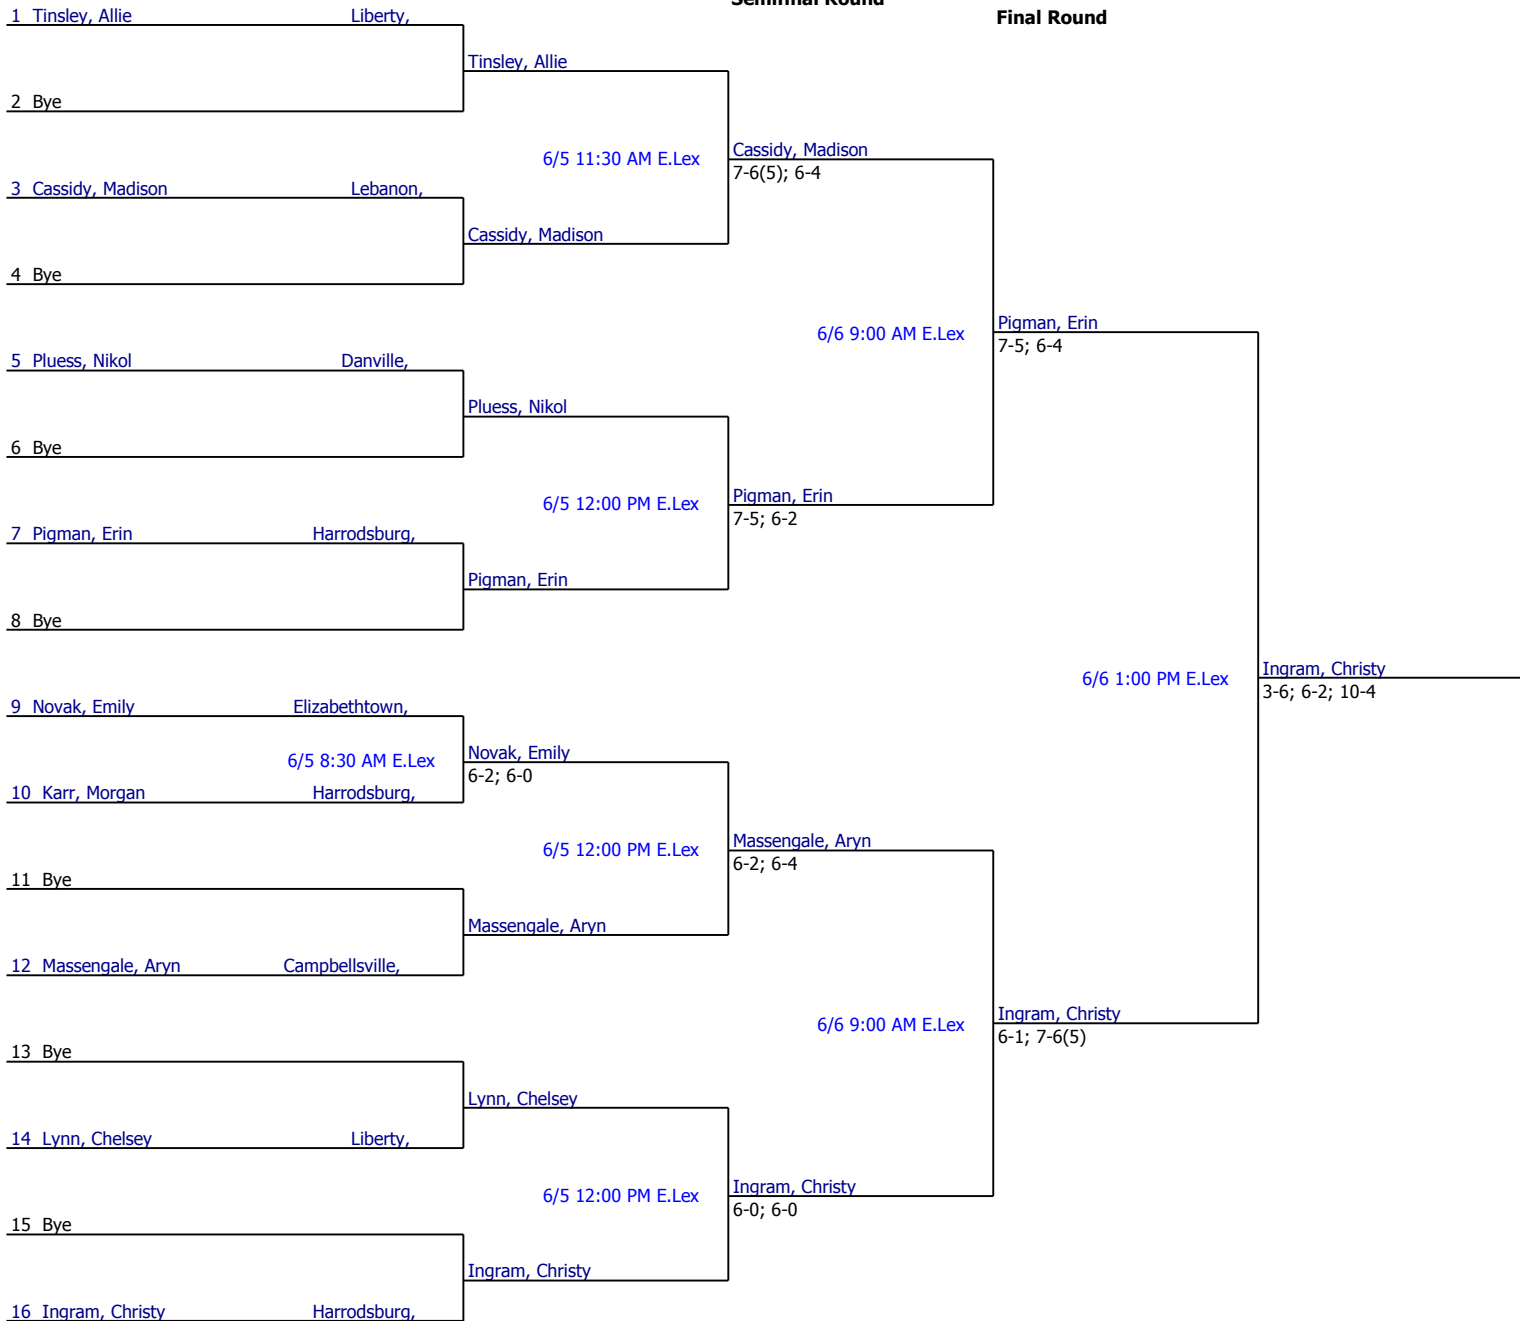 Semifinal Round
Final Round
1 Tinsley, Allie Liberty,
Tinsley, Allie
2 Bye
6/5 11:30 AM E.Lex
Cassidy, Madison
7-6(5); 6-4
3 Cassidy, Madison Lebanon,
Cassidy, Madison
4 Bye
6/6 9:00 AM E.Lex
Pigman, Erin
7-5; 6-4
5 Pluess, Nikol Danville,
Pluess, Nikol
6 Bye
6/5 12:00 PM E.Lex
Pigman, Erin
7-5; 6-2
7 Pigman, Erin Harrodsburg,
Pigman, Erin
8 Bye
6/6 1:00 PM E.Lex
Ingram, Christy
3-6; 6-2; 10-4
9 Novak, Emily Elizabethtown,
6/5 8:30 AM E.Lex
Novak, Emily
6-2; 6-0
10 Karr, Morgan Harrodsburg,
6/5 12:00 PM E.Lex
Massengale, Aryn
6-2; 6-4
11 Bye
Massengale, Aryn
12 Massengale, Aryn Campbellsville,
6/6 9:00 AM E.Lex
Ingram, Christy
6-1; 7-6(5)
13 Bye
Lynn, Chelsey
14 Lynn, Chelsey Liberty,
6/5 12:00 PM E.Lex
Ingram, Christy
6-0; 6-0
15 Bye
Ingram, Christy
16 Ingram, Christy Harrodsburg,